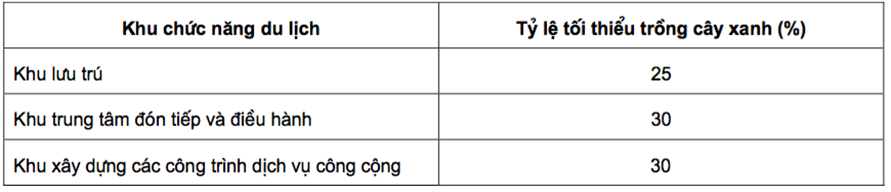 Khu chức năng du lịch Tỷ lệ tối thiểu trồng cây xanh (%)
Khu lưu trú 25
Khu trung tâm đón tiếp và điều hành 30
Khu xây dựng các công trình dịch vụ công cộng 30